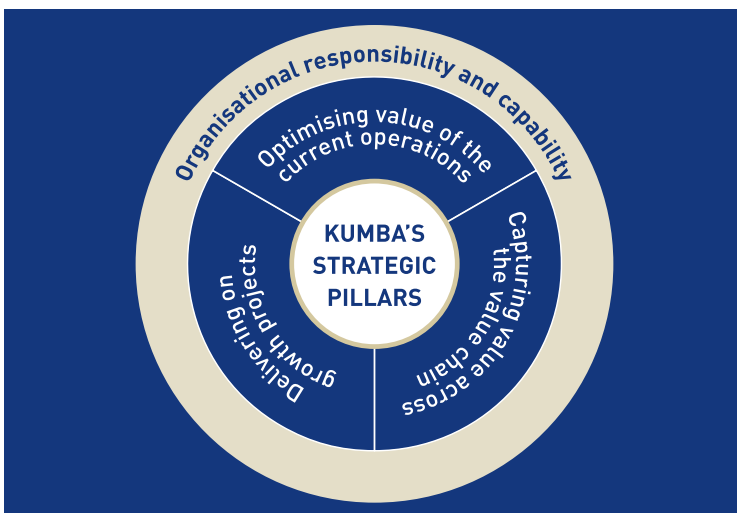 Organisational responsibility and capability
Optimising value of the
current operations
KUMBA'S
STRATEGIC
PILLARS
Capturing value across
the value chain
Delivering on
growth projects